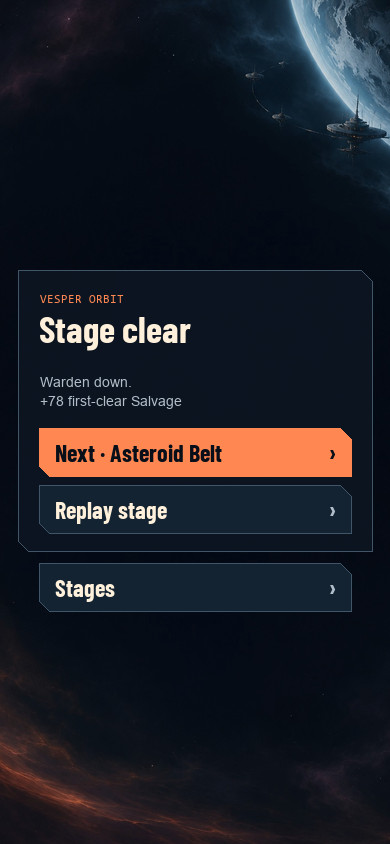 VESPER ORBIT
Stage clear
Warden down.
+78 first-clear Salvage
Next · Asteroid Belt ›
Replay stage ›
Stages ›